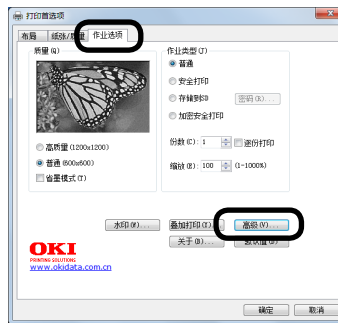 打印首选项
布局 纸张/质量 作业选项
质量(Q)
高质量(1200x1200)
普通(600x600)
省墨模式(T)
作业类型(J)
普通
安全打印
存储到SD 密码(R)...
加密安全打印
份数(C): 1 逐份打印
缩放(E): 100 (1-1000%)
水印(W)... 叠加打印(I)... 高级(V)...
关于(B)... 默认值(D)
OKI
PRINTING SOLUTIONS
www.okidata.com.cn
确定 取消